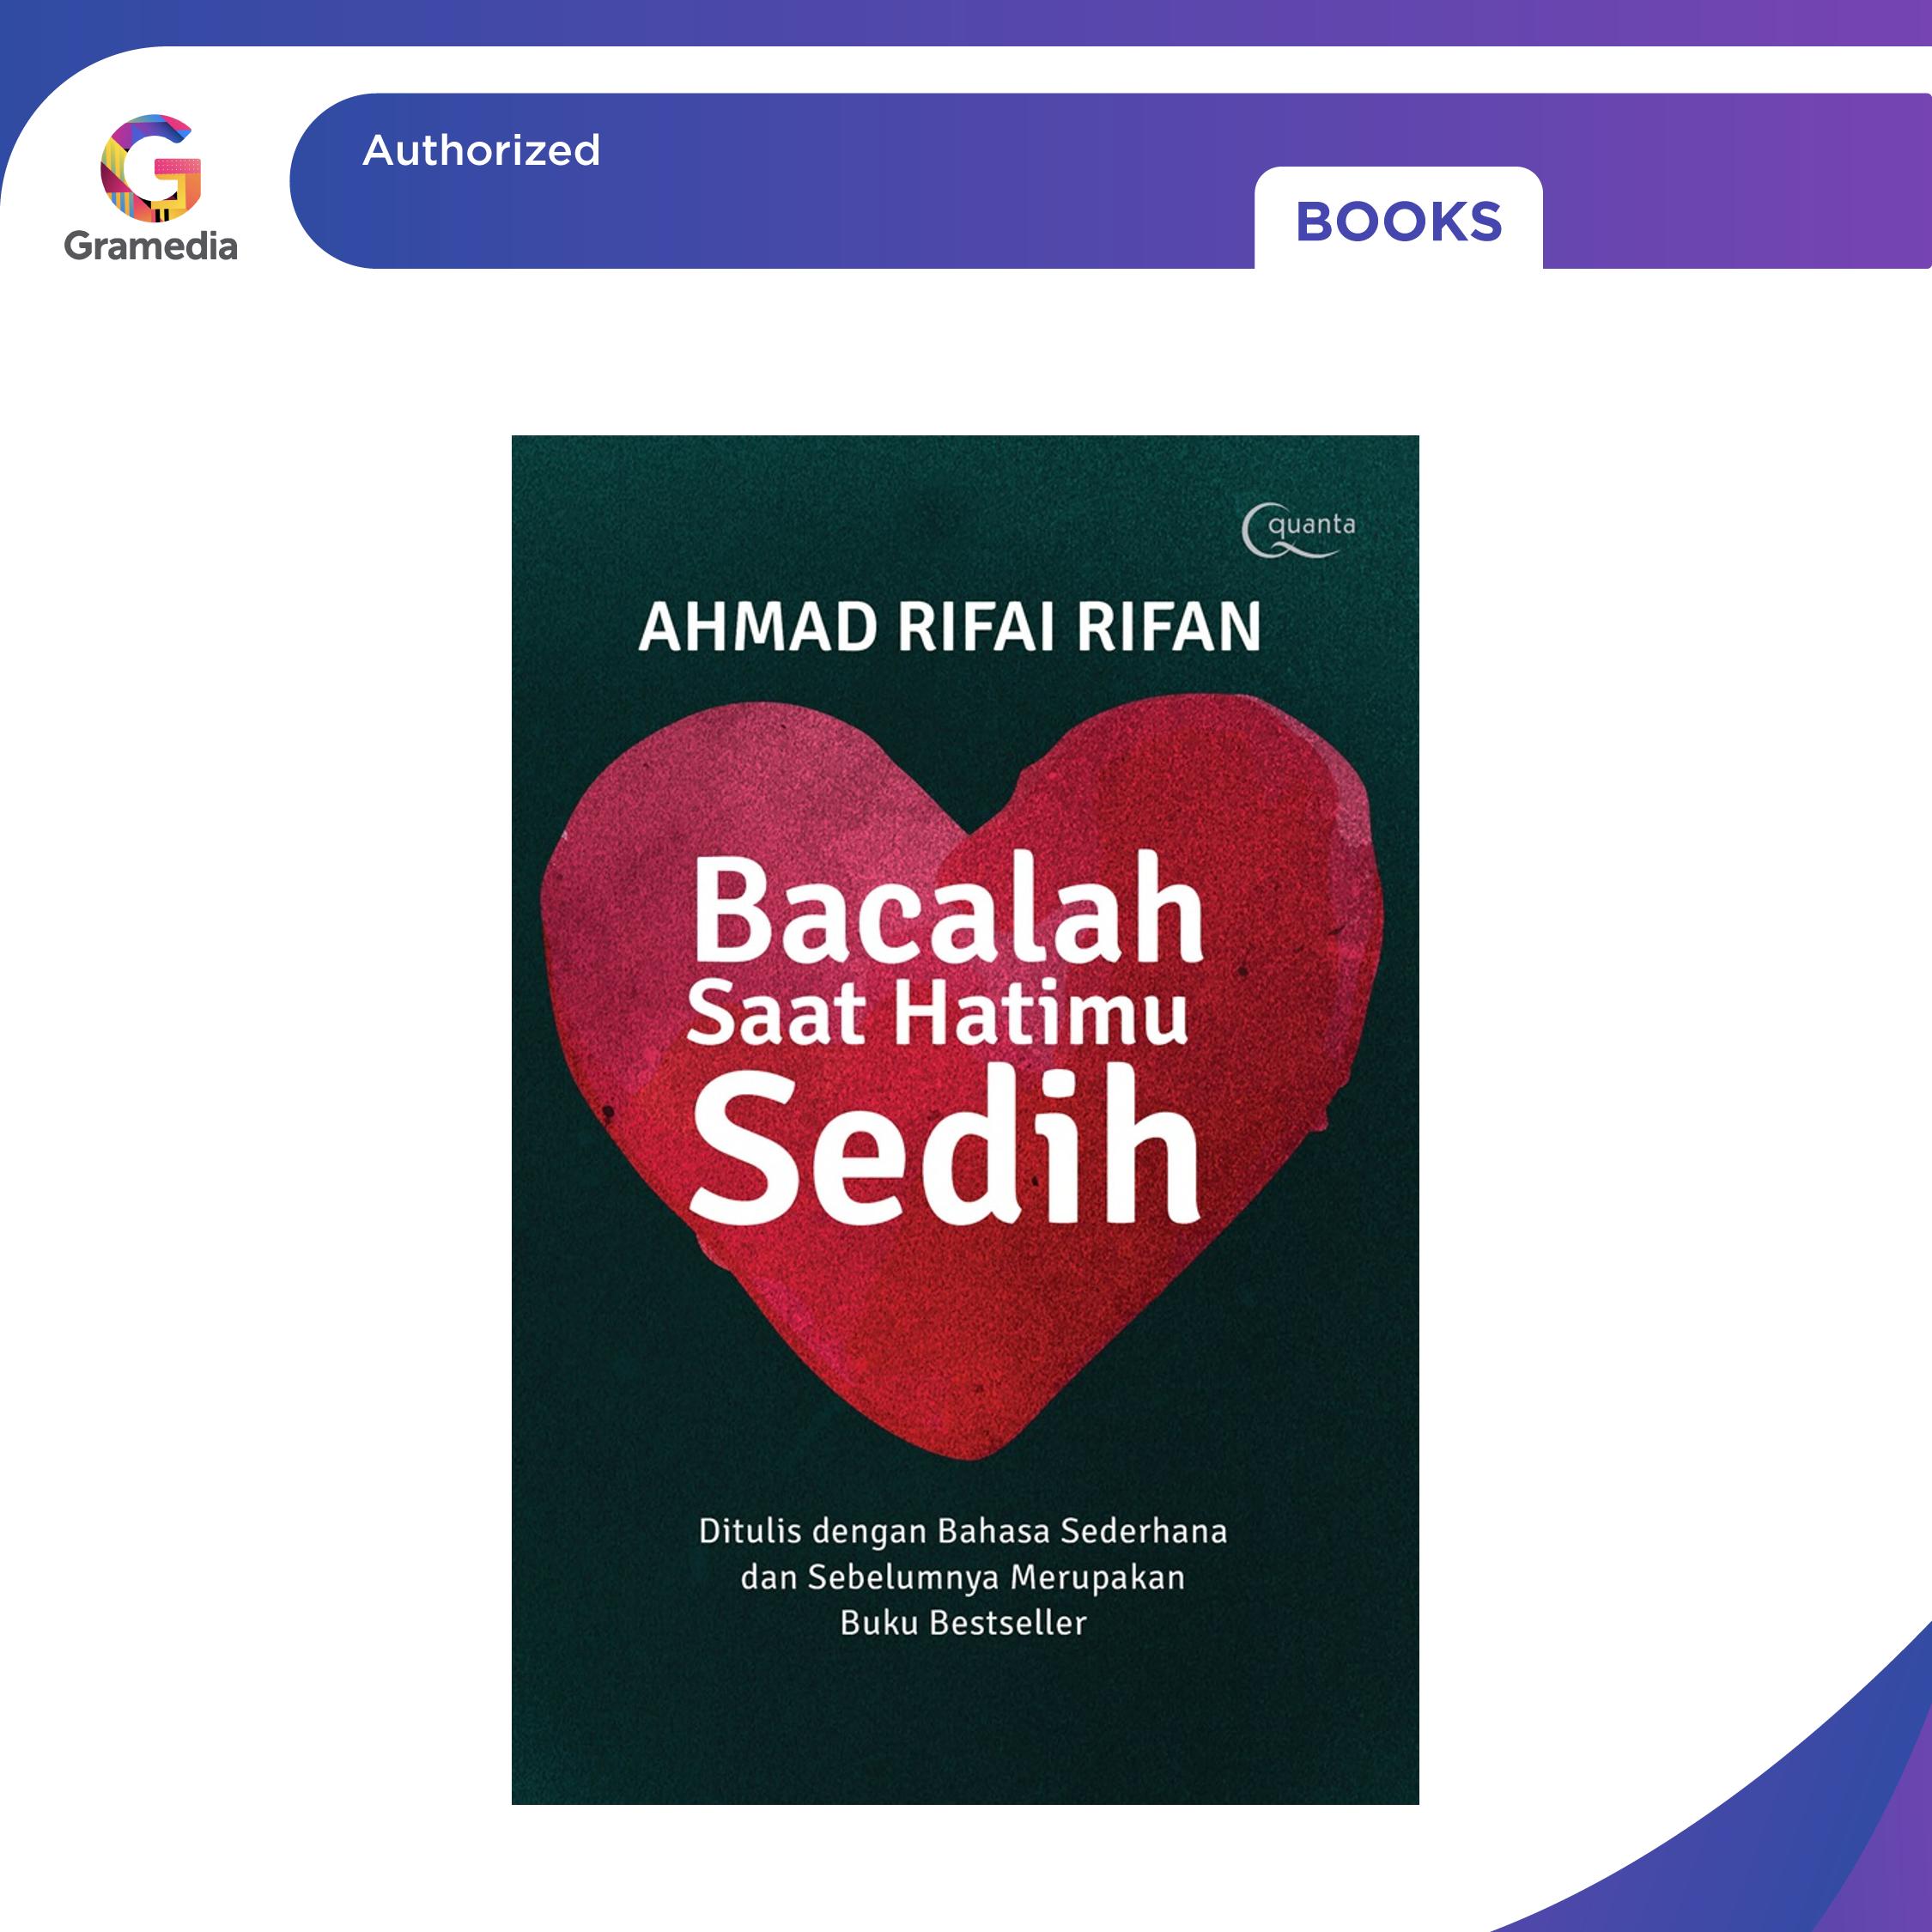 Authorized
Gramedia
BOOKS
quanta
AHMAD RIFAI RIFAN
Bacalah
Saat Hatimu
Sedih
Ditulis dengan Bahasa Sederhana
dan Sebelumnya Merupakan
Buku Bestseller